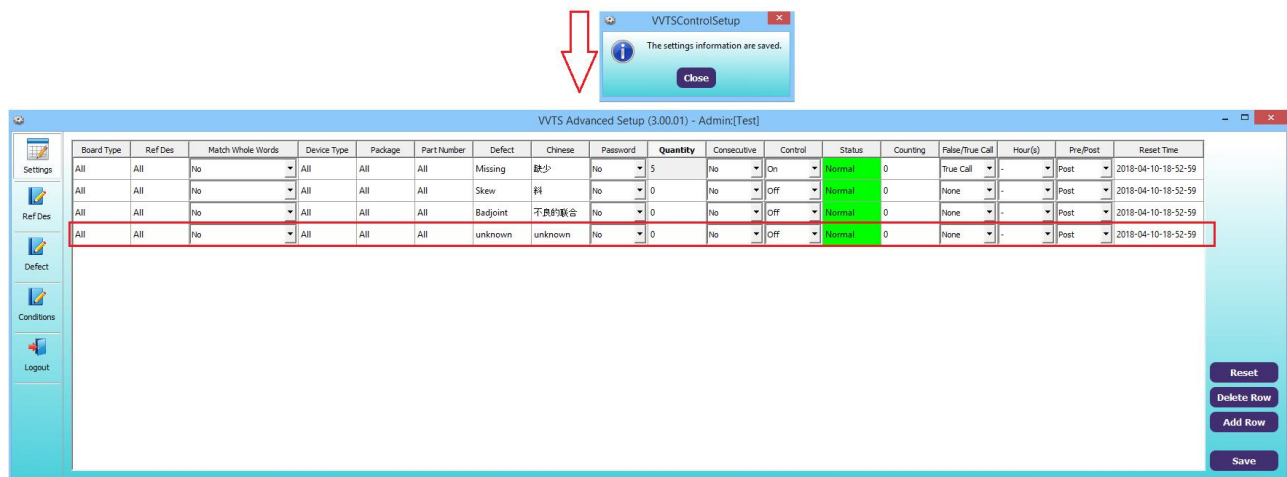 VVTSControlSetup
The settings information are saved.
Close
VVTS Advanced Setup (3.00.01) - Admin:[Test]
Board Type Ref Des Match Whole Words Device Type Package Part Number Defect Chinese Password Quantity Consecutive Control Status Counting False/True Call Hour(s) Pre/Post Reset Time
All All No All All All Missing 缺少 No 5 No On Normal 0 True Call - Post 2018-04-10-18-52-59
All All No All All All Skew 料 No 0 No Off Normal 0 None - Post 2018-04-10-18-52-59
All All No All All All Badjoint 不良的联合 No 0 No Off Normal 0 None - Post 2018-04-10-18-52-59
All All No All All All unknown unknown No 0 No Off Normal 0 None - Post 2018-04-10-18-52-59
Settings
Ref Des
Defect
Conditions
Logout
Reset
Delete Row
Add Row
Save